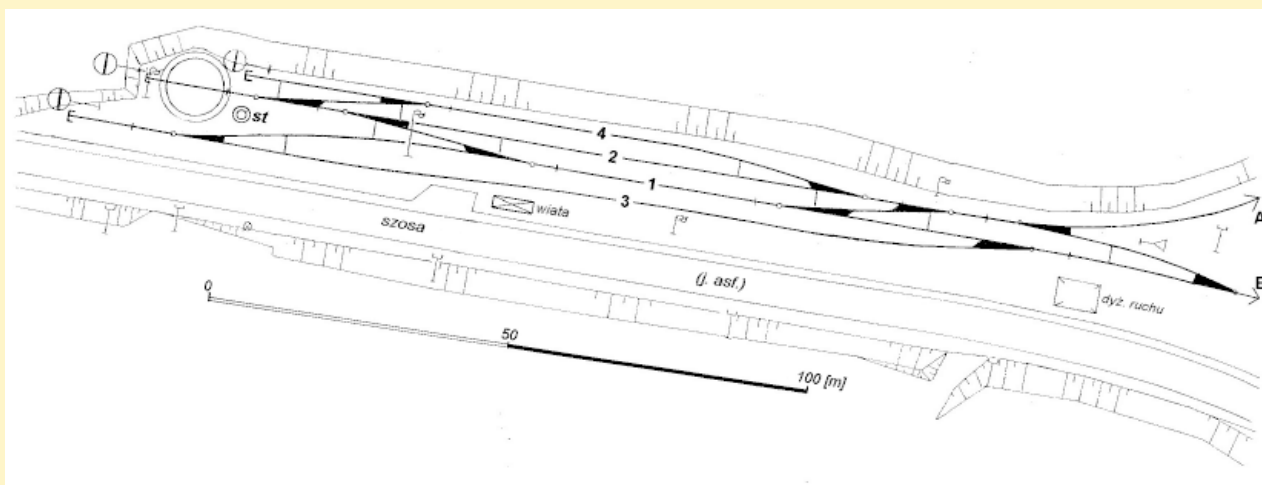 st
4
2
1
3
A
wiata
szosa
(j. asf.)
B
dyż. ruchu
0
50
100 [m]